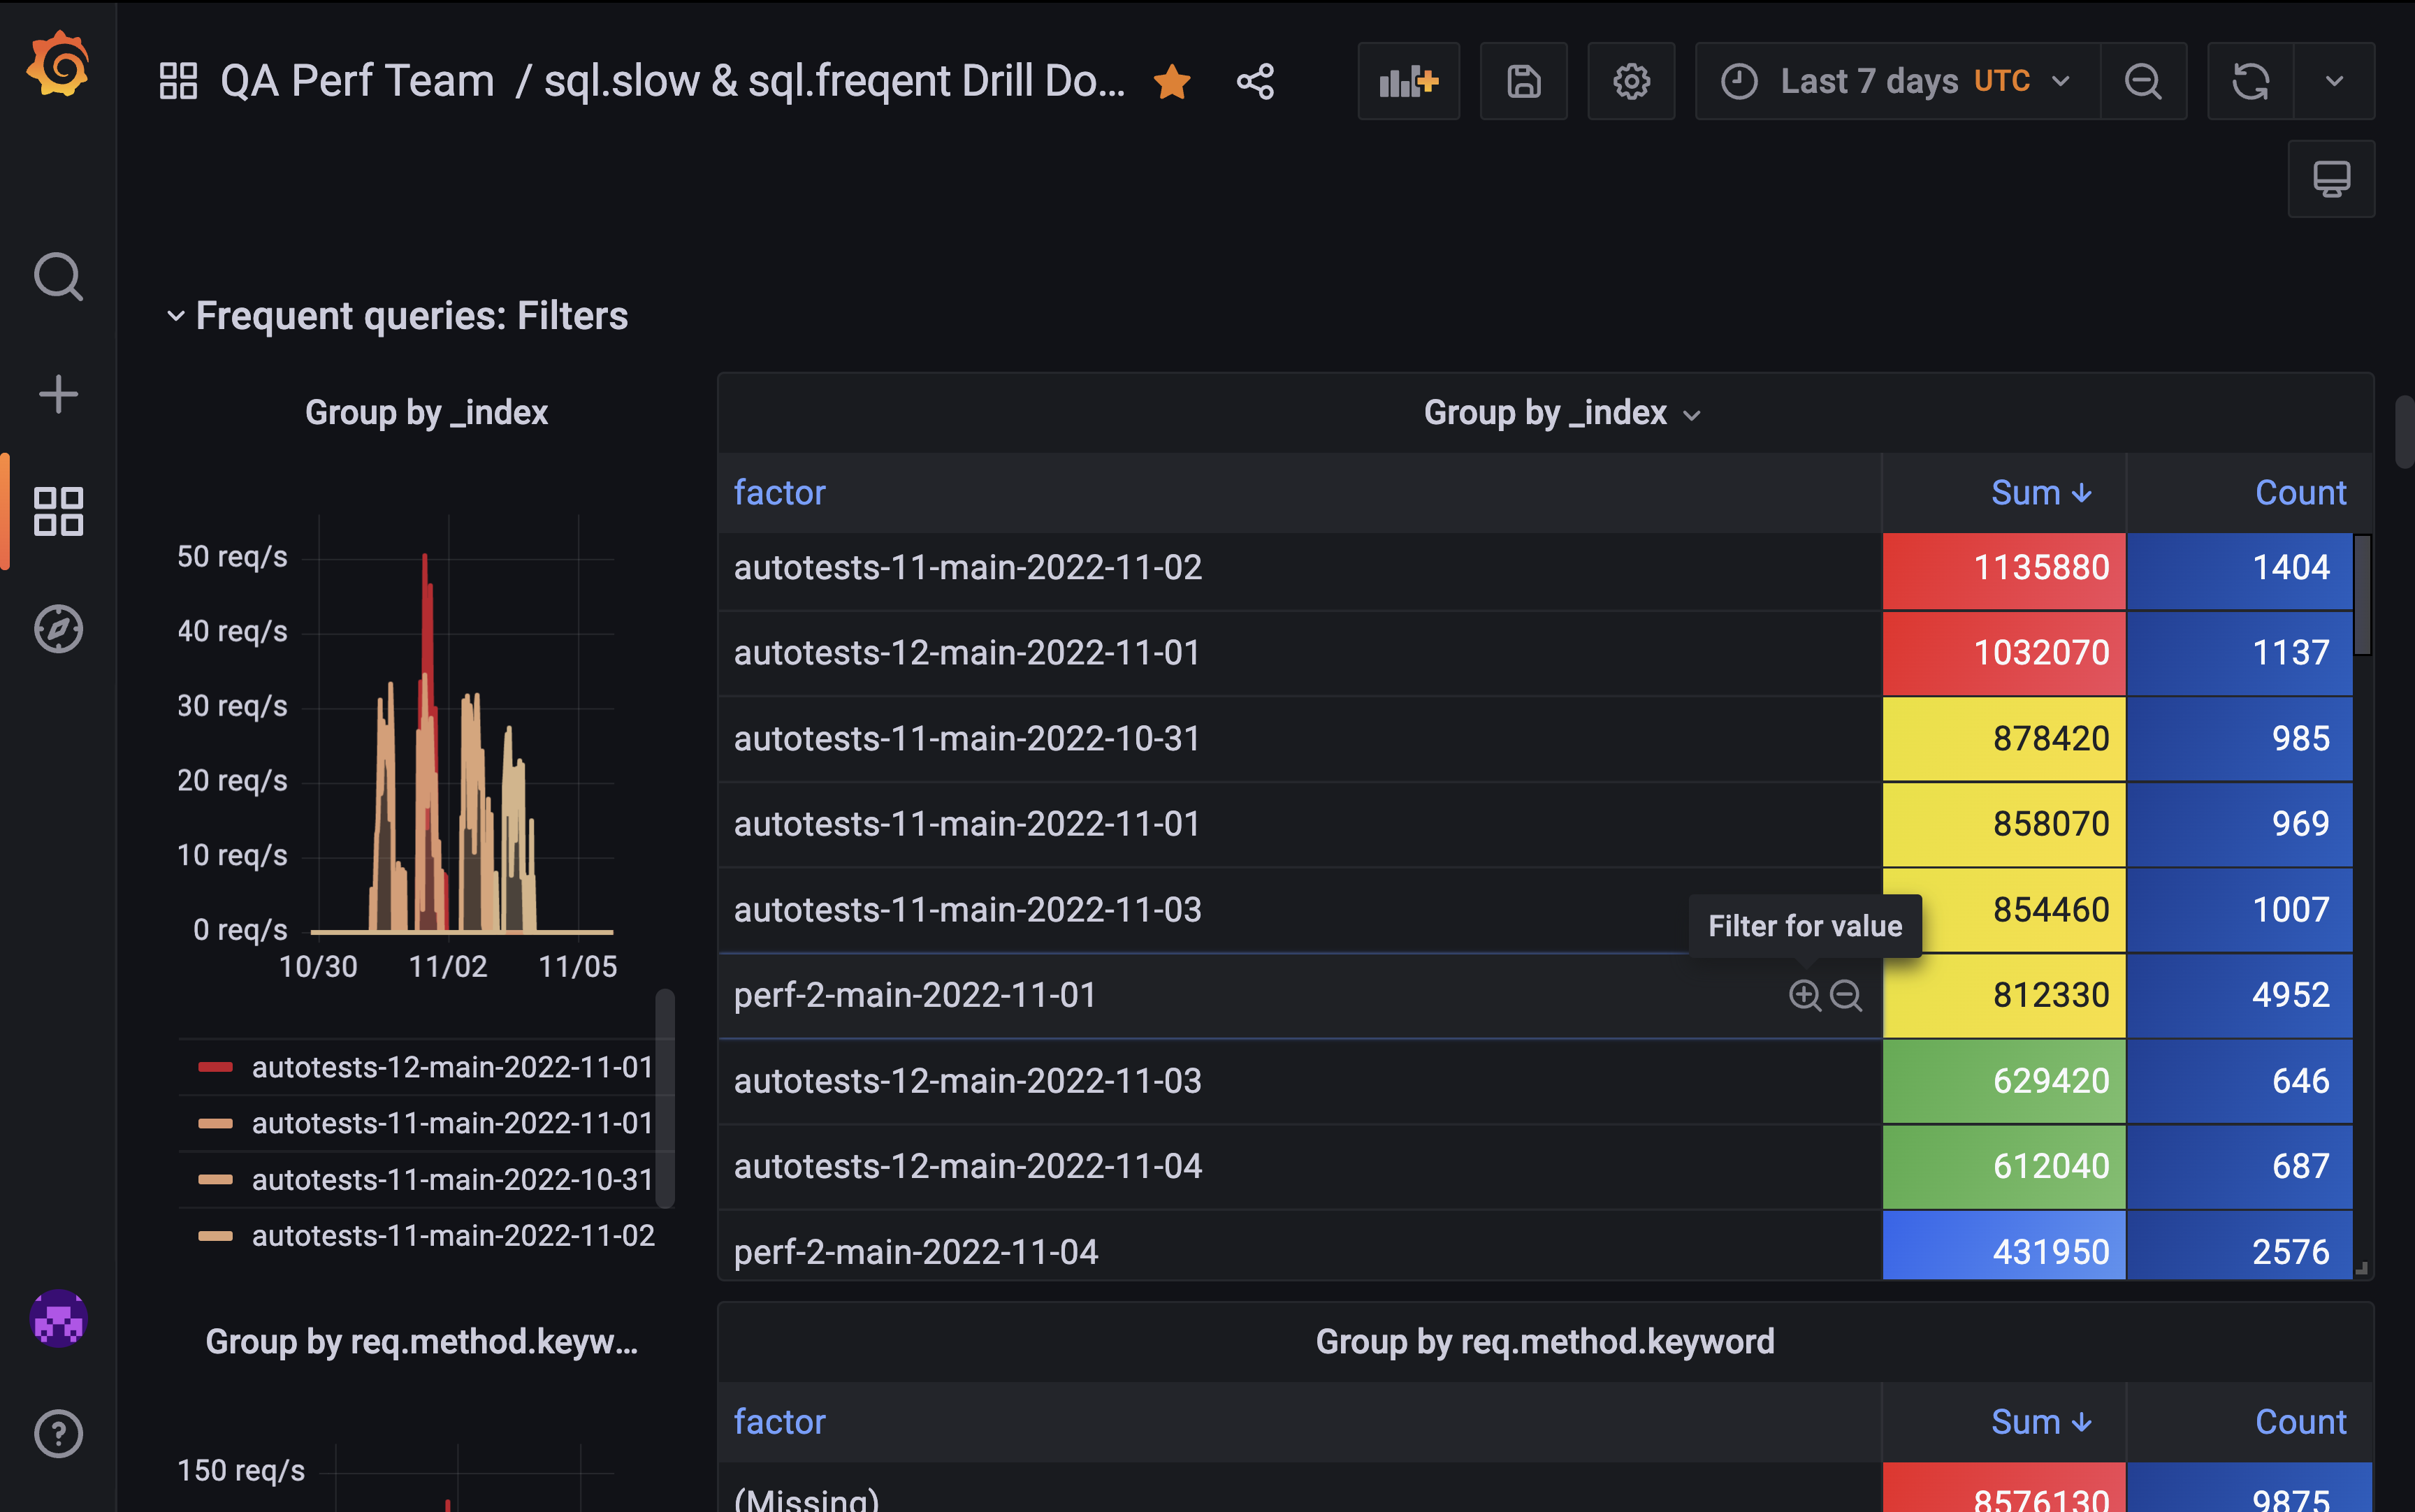 QA Perf Team / sql.slow & sql.freqent Drill Do...
Last 7 days UTC
Frequent queries: Filters
Group by _index
50 req/s
40 req/s
30 req/s
20 req/s
10 req/s
0 req/s
10/30 11/02 11/05
autotests-12-main-2022-11-01
autotests-11-main-2022-11-01
autotests-11-main-2022-10-31
autotests-11-main-2022-11-02
Group by _index
factor Sum Count
autotests-11-main-2022-11-02 1135880 1404
autotests-12-main-2022-11-01 1032070 1137
autotests-11-main-2022-10-31 878420 985
autotests-11-main-2022-11-01 858070 969
autotests-11-main-2022-11-03 854460 1007
Filter for value
perf-2-main-2022-11-01 812330 4952
autotests-12-main-2022-11-03 629420 646
autotests-12-main-2022-11-04 612040 687
perf-2-main-2022-11-04 431950 2576
Group by req.method.keyw...
150 req/s
Group by req.method.keyword
factor Sum Count
(Missing) 8576130 9875